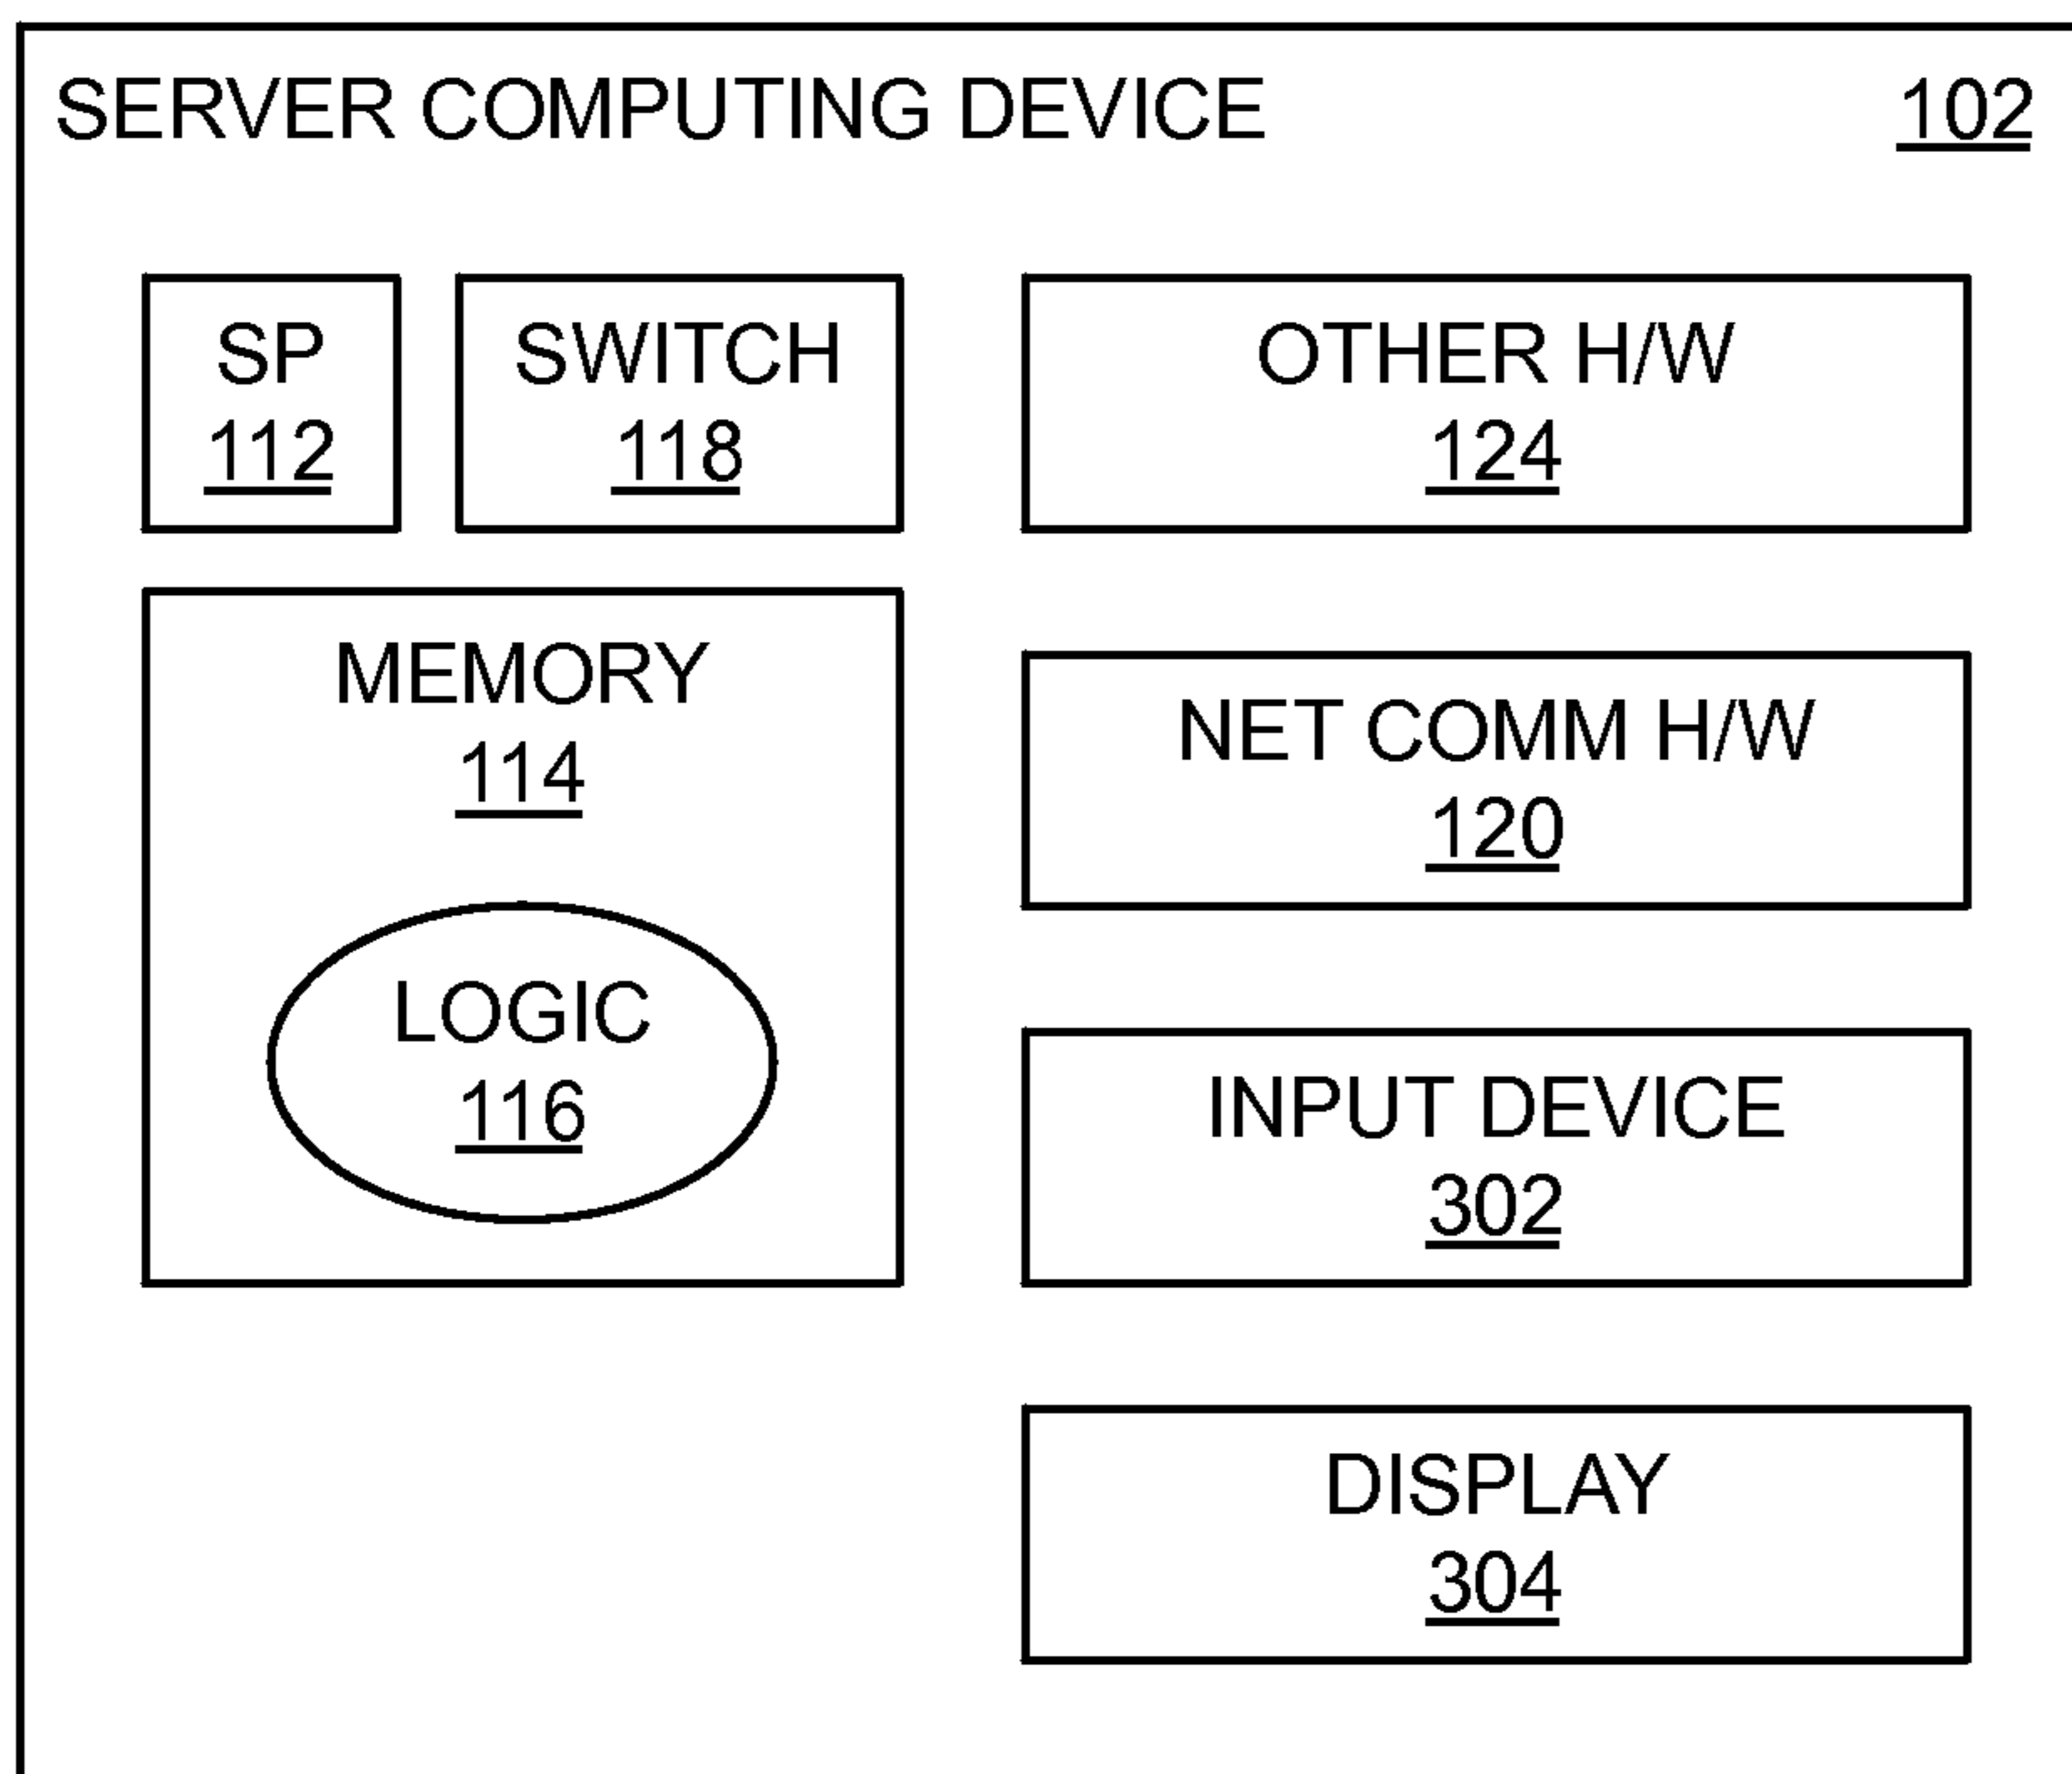 SERVER COMPUTING DEVICE 102
SP
112
SWITCH
118
OTHER H/W
124
MEMORY
114
LOGIC
116
NET COMM H/W
120
INPUT DEVICE
302
DISPLAY
304